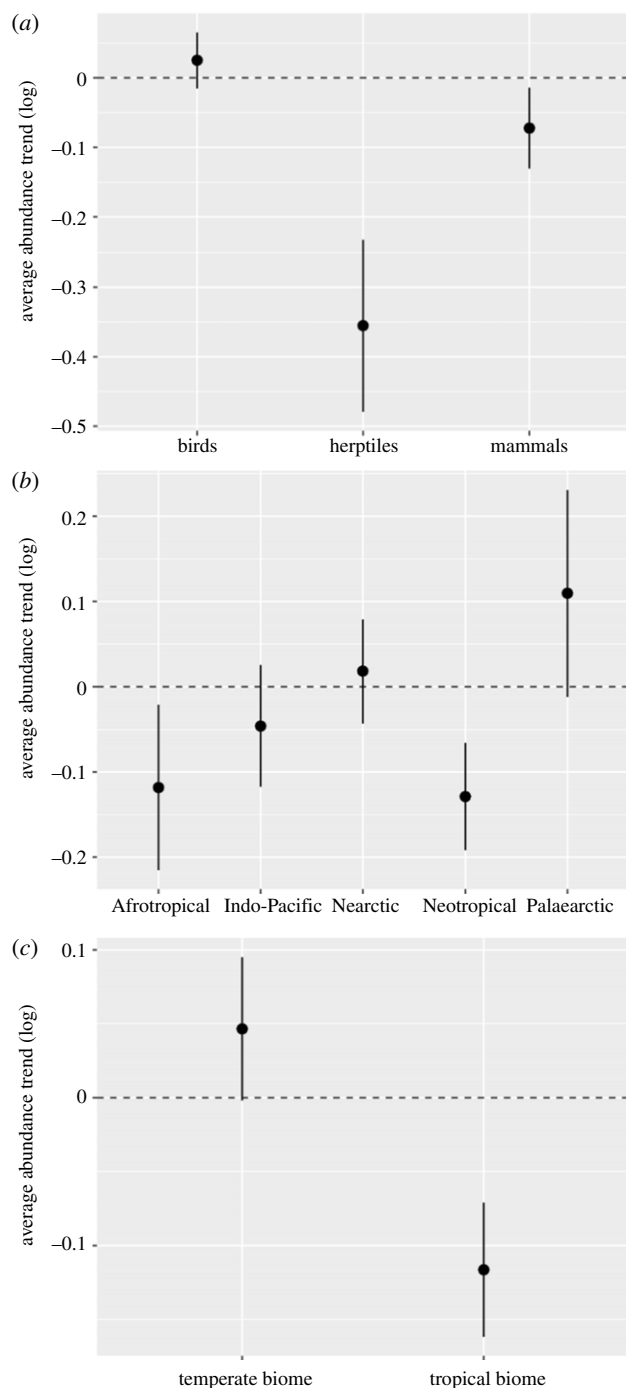 (a)
average abundance trend (log)
0
–0.1
–0.2
–0.3
–0.4
–0.5
birds herptiles mammals
(b)
average abundance trend (log)
0.2
0.1
0
–0.1
–0.2
Afrotropical Indo-Pacific Nearctic Neotropical Palaearctic
(c)
average abundance trend (log)
0.1
0
–0.1
temperate biome tropical biome